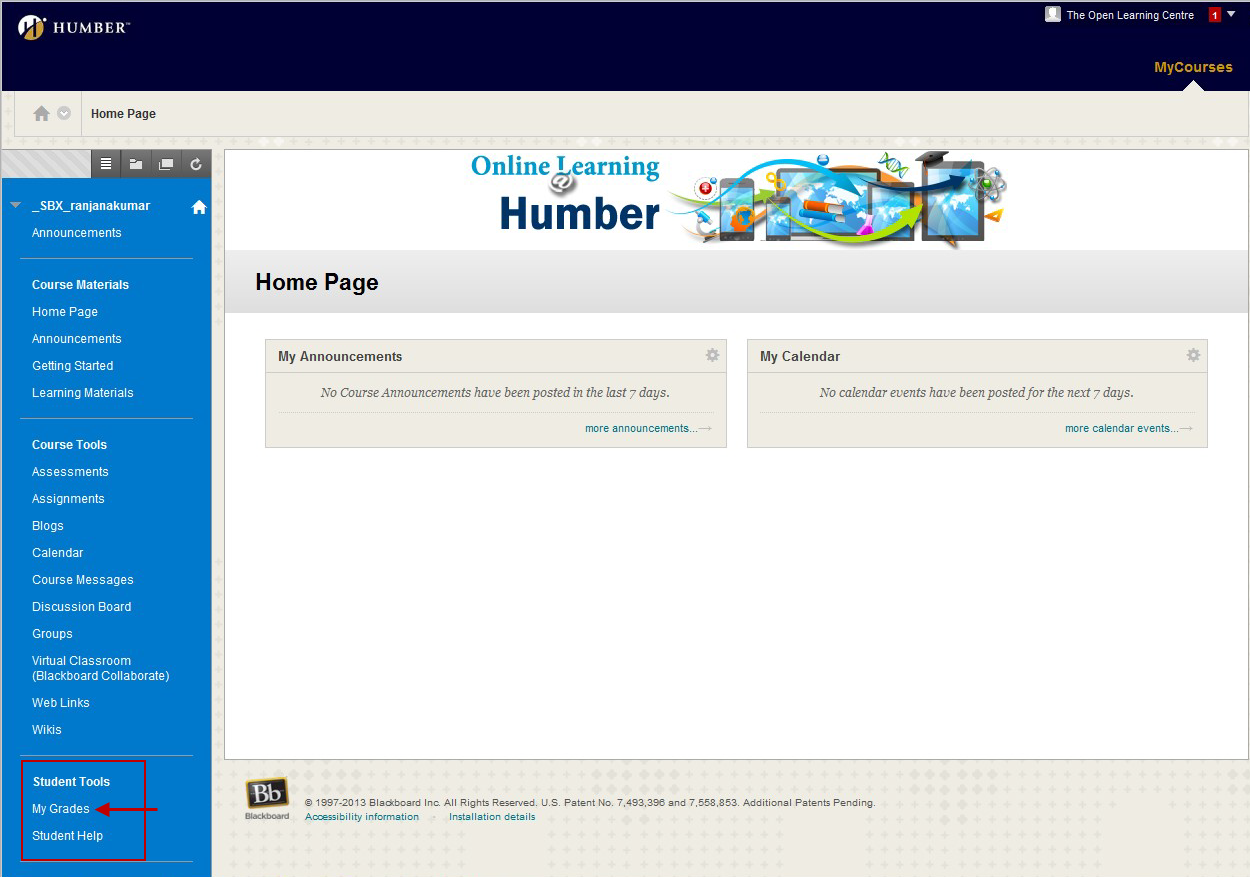 HUMBER™
The Open Learning Centre
1
MyCourses
Home Page
_SBX_ranjanakumar
Announcements
Course Materials
Home Page
Announcements
Getting Started
Learning Materials
Course Tools
Assessments
Assignments
Blogs
Calendar
Course Messages
Discussion Board
Groups
Virtual Classroom
(Blackboard Collaborate)
Web Links
Wikis
Student Tools
My Grades
Student Help
Online Learning
@
Humber
Home Page
My Announcements
No Course Announcements have been posted in the last 7 days.
more announcements...→
My Calendar
No calendar events have been posted for the next 7 days.
more calendar events...→
Bb
Blackboard
© 1997-2013 Blackboard Inc. All Rights Reserved. U.S. Patent No. 7,493,396 and 7,558,853. Additional Patents Pending.
Accessibility information · Installation details